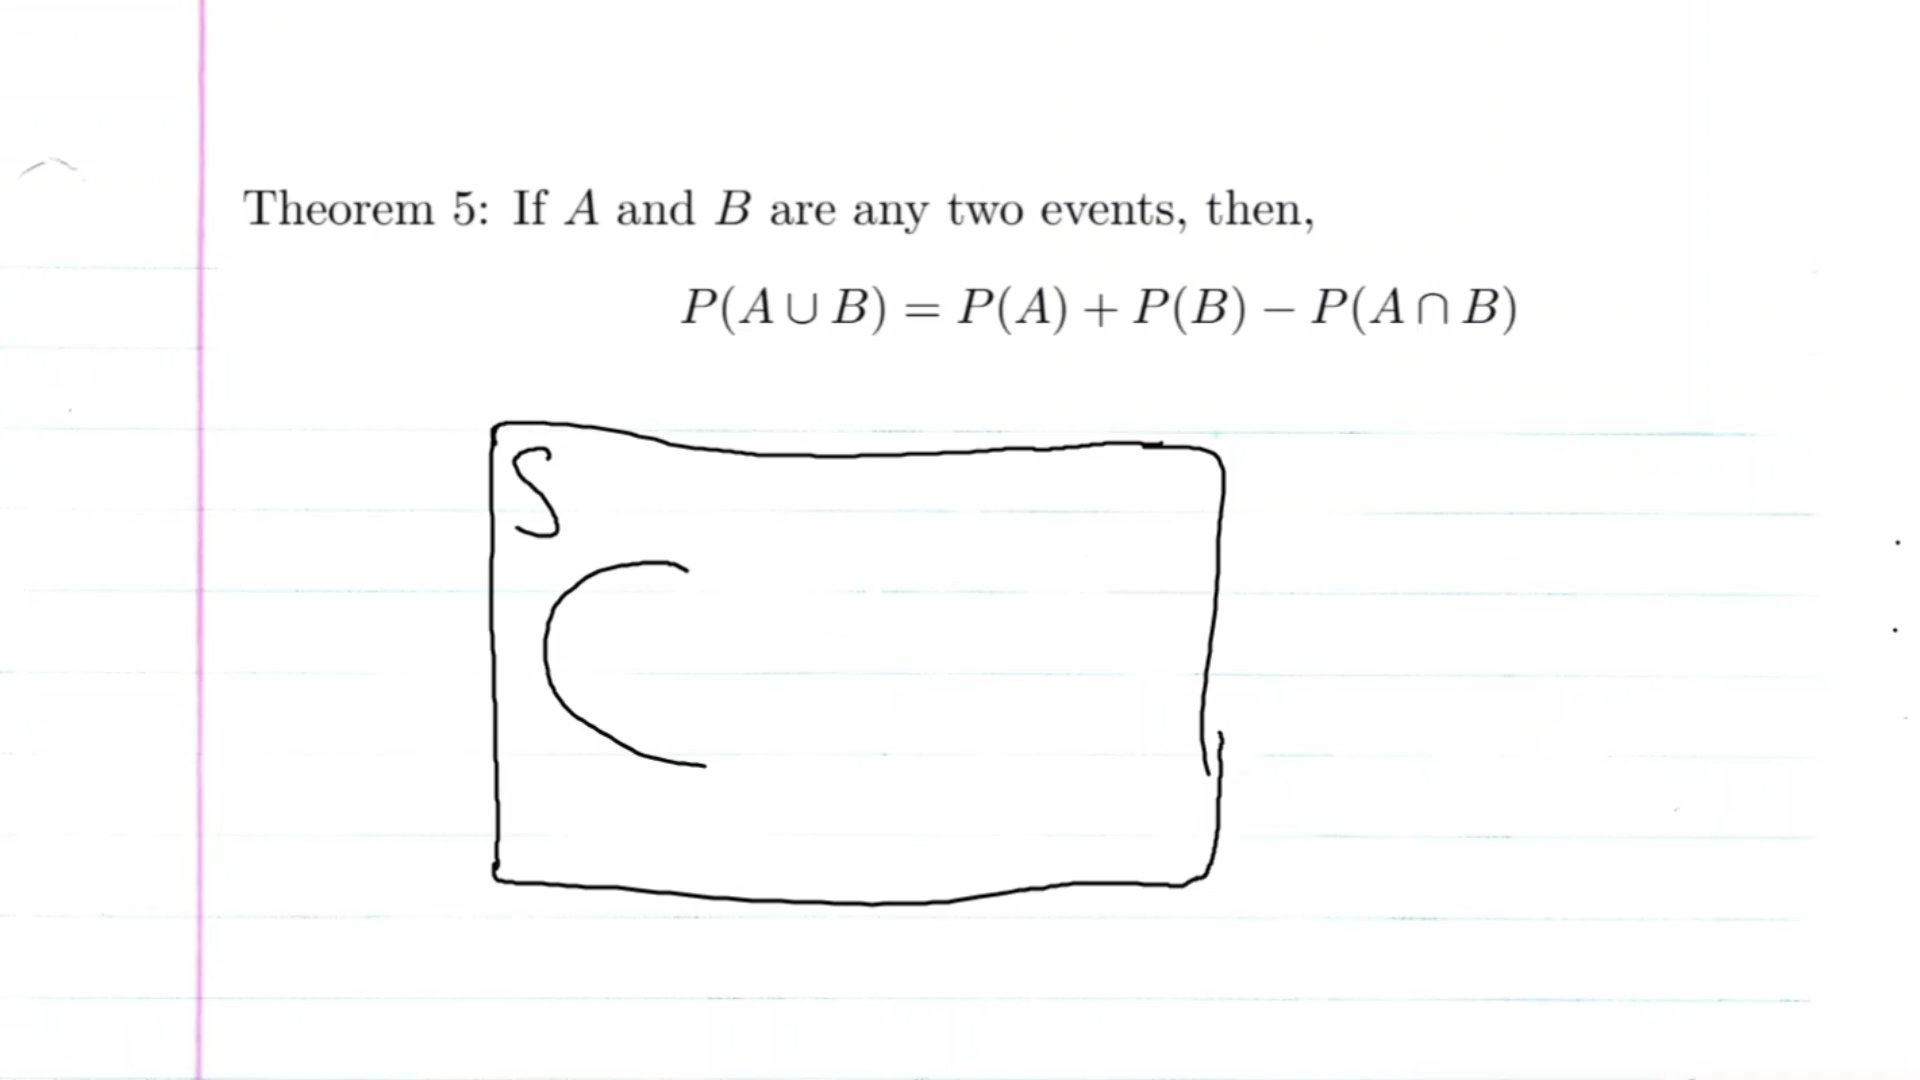 Theorem 5: If A and B are any two events, then,
P(A ∪ B) = P(A) + P(B) − P(A ∩ B)
S